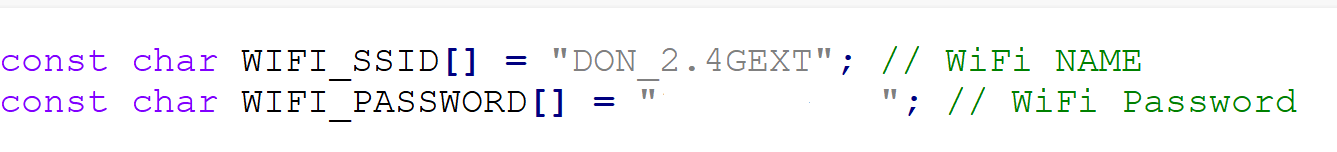 const char WIFI_SSID[] = "DON_2.4GEXT"; // WiFi NAME
const char WIFI_PASSWORD[] = "          "; // WiFi Password